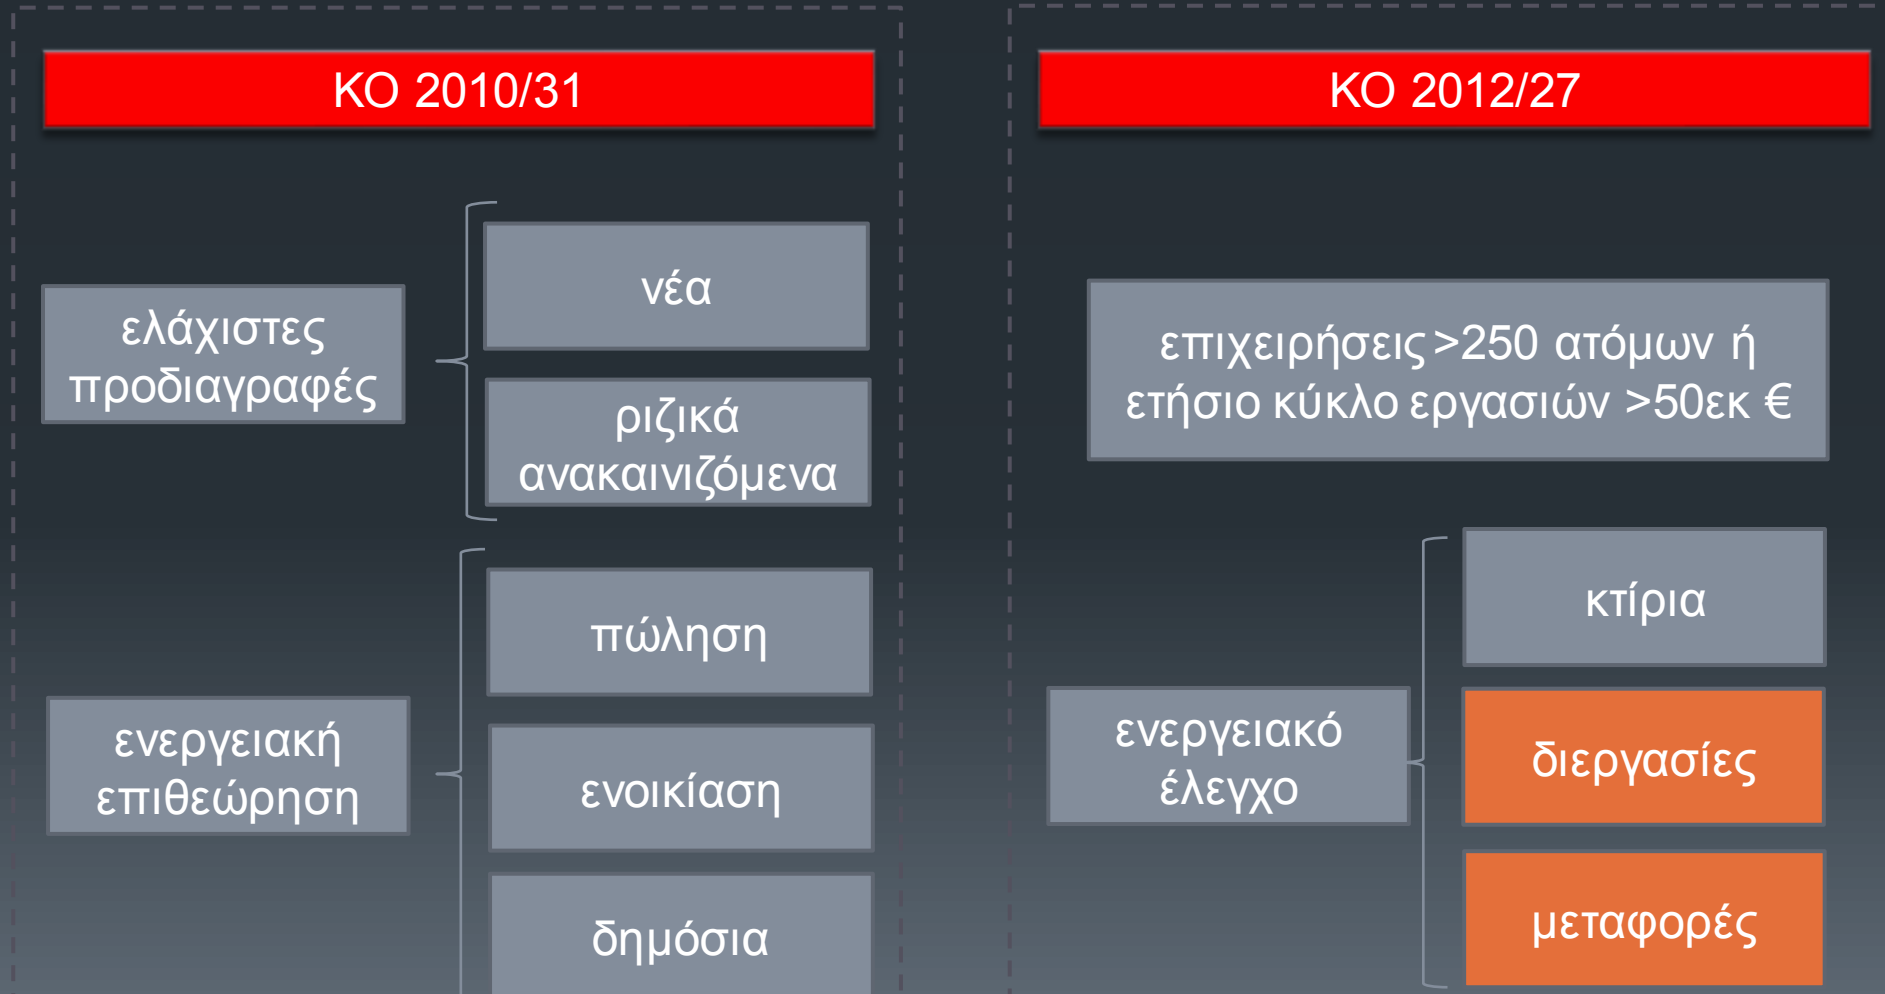 ΚΟ 2010/31
ελάχιστες
προδιαγραφές
νέα
ριζικά
ανακαινιζόμενα
ενεργειακή
επιθεώρηση
πώληση
ενοικίαση
δημόσια
ΚΟ 2012/27
επιχειρήσεις >250 ατόμων ή
ετήσιο κύκλο εργασιών >50εκ €
ενεργειακό
έλεγχο
κτίρια
διεργασίες
μεταφορές